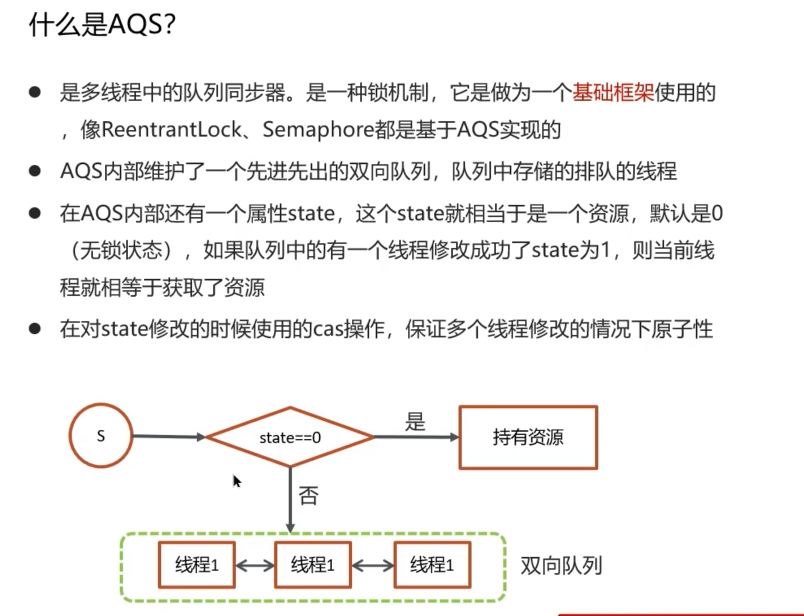 什么是AQS?
● 是多线程中的队列同步器。是一种锁机制，它是做为一个基础框架使用的
，像ReentrantLock、Semaphore都是基于AQS实现的
● AQS内部维护了一个先进先出的双向队列，队列中存储的排队的线程
● 在AQS内部还有一个属性state，这个state就相当于是一个资源，默认是0
（无锁状态），如果队列中的有一个线程修改成功了state为1，则当前线
程就相等于获取了资源
● 在对state修改的时候使用的cas操作，保证多个线程修改的情况下原子性
S
state==0
是
持有资源
否
线程1
线程1
线程1
双向队列